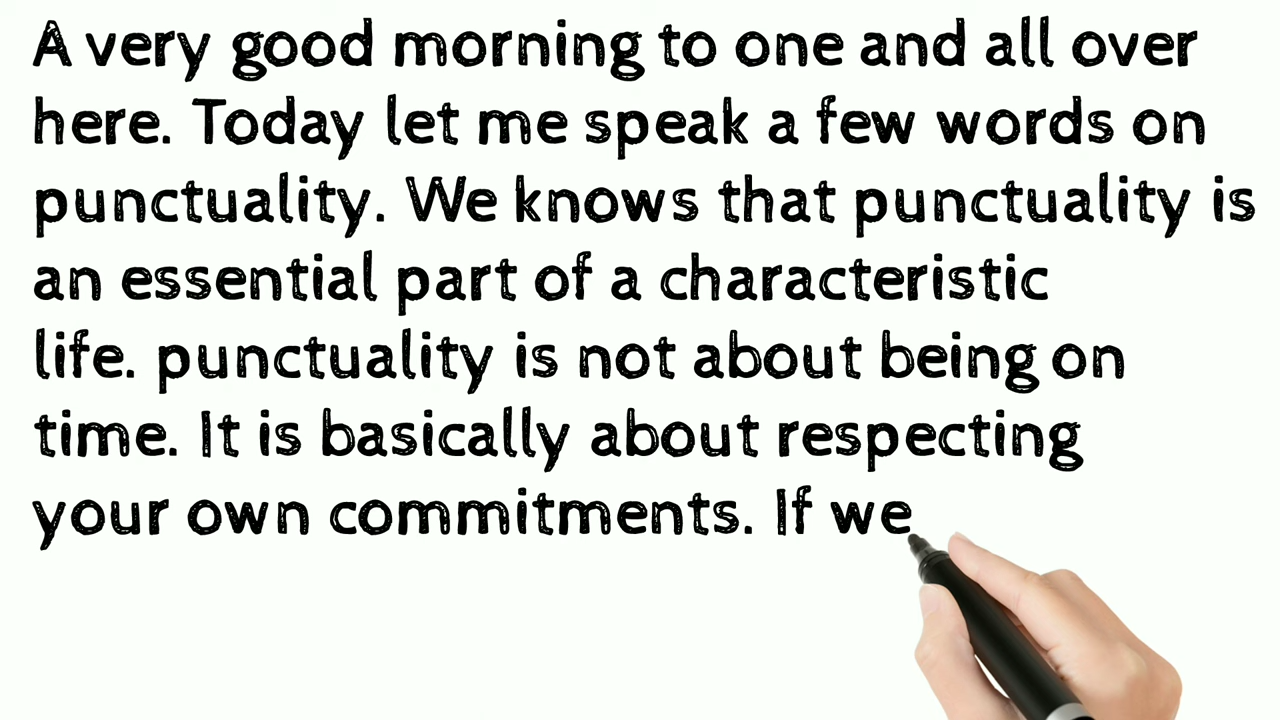 A very good morning to one and all over
here. Today let me speak a few words on
punctuality. We knows that punctuality is
an essential part of a characteristic
life. punctuality is not about being on
time. It is basically about respecting
your own commitments. If we